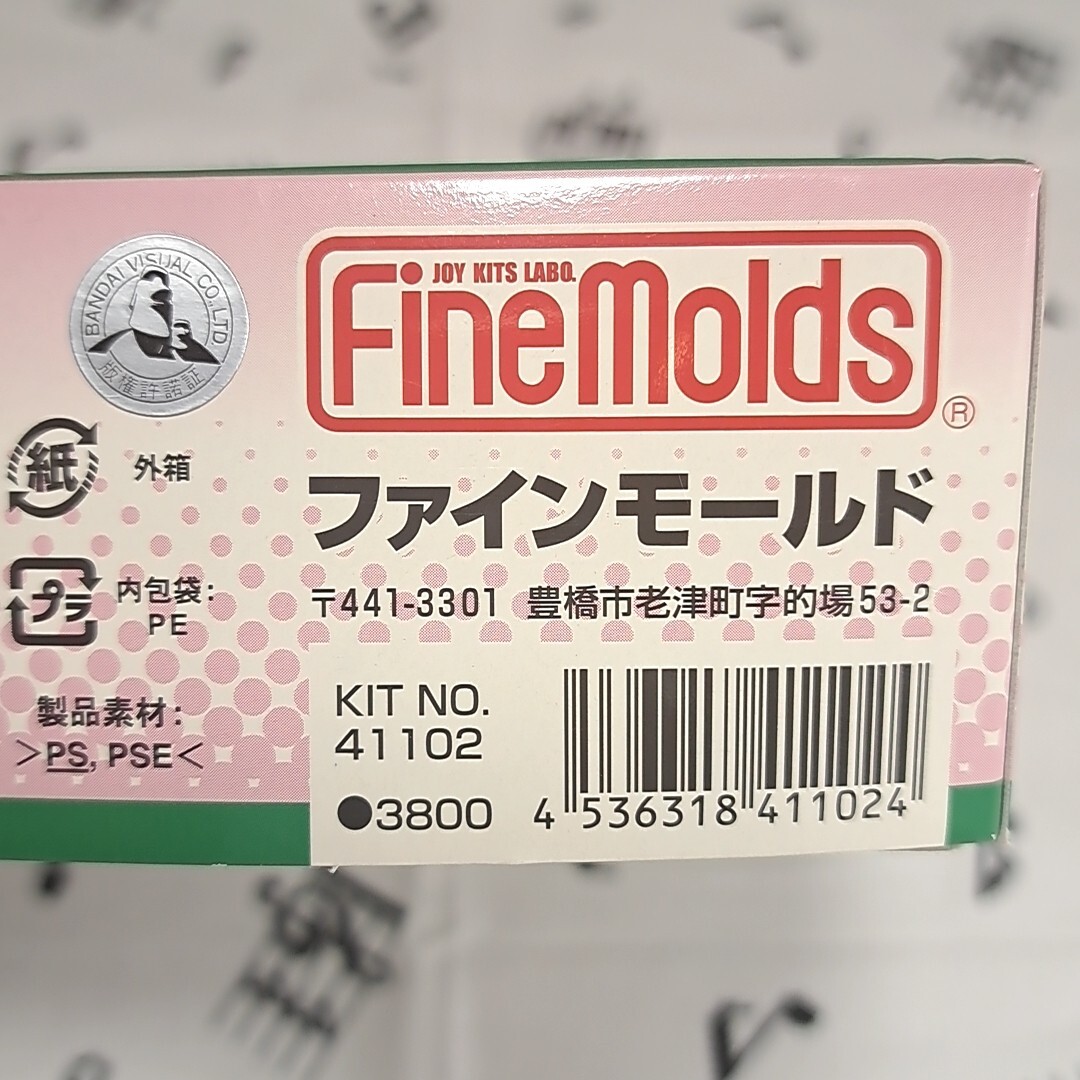 BANDAI VISUAL CO.,LTD.
版権許諾証
紙
外箱
プラ
内包袋:
PE
製品素材:
>PS, PSE<
JOY KITS LABO.
FineMolds
®
ファインモールド
〒441-3301 豊橋市老津町字的場53-2
KIT NO.
41102
●3800
4 536318 411024